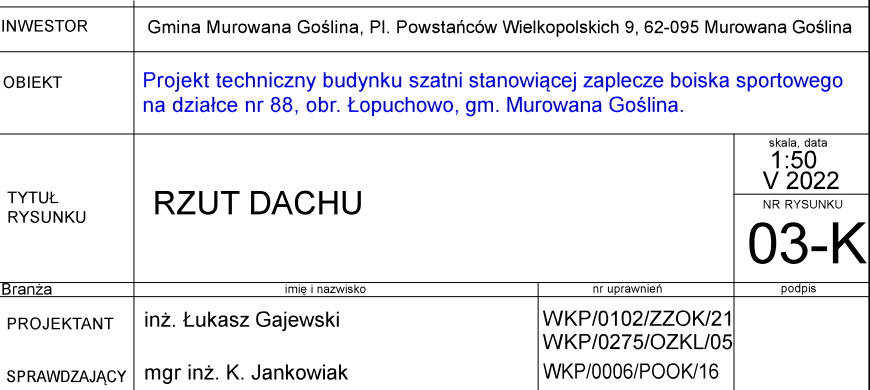 INWESTOR
Gmina Murowana Goślina, Pl. Powstańców Wielkopolskich 9, 62-095 Murowana Goślina
OBIEKT
Projekt techniczny budynku szatni stanowiącej zaplecze boiska sportowego
na działce nr 88, obr. Łopuchowo, gm. Murowana Goślina.
TYTUŁ
RYSUNKU
RZUT DACHU
skala, data
1:50
V 2022
NR RYSUNKU
03-K
Branża
imię i nazwisko
nr uprawnień
podpis
PROJEKTANT
inż. Łukasz Gajewski
WKP/0102/ZZOK/21
WKP/0275/OZKL/05
SPRAWDZAJĄCY
mgr inż. K. Jankowiak
WKP/0006/POOK/16